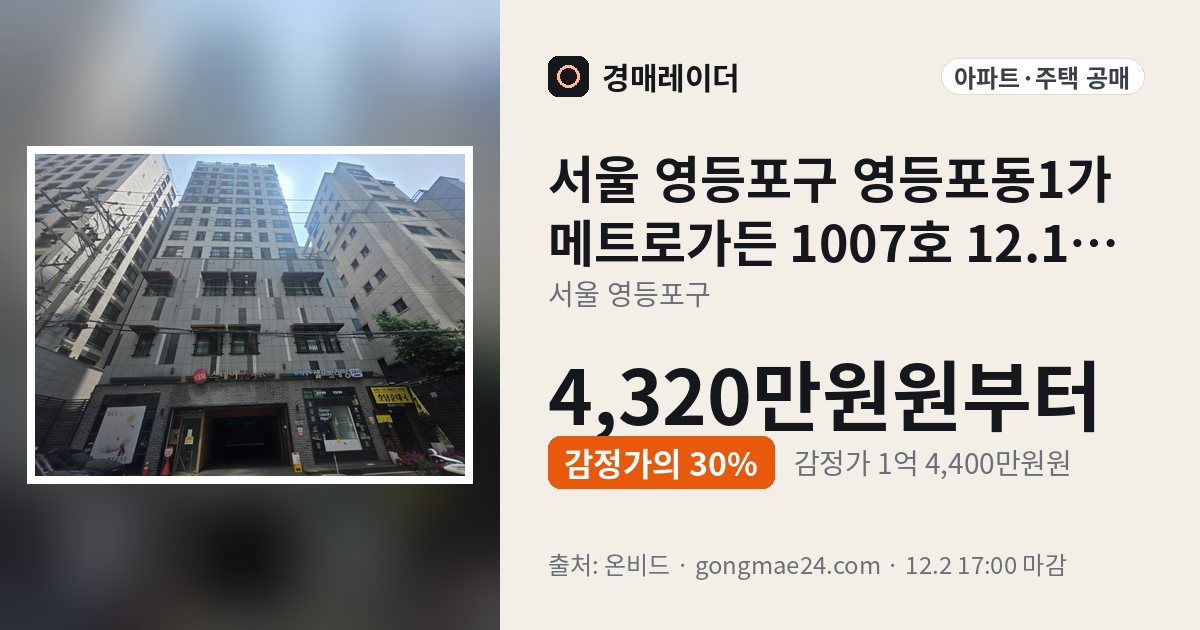 경매레이더
아파트·주택 공매
서울 영등포구 영등포동1가
메트로가든 1007호 12.1…
서울 영등포구
4,320만원원부터
감정가의 30%
감정가 1억 4,400만원원
출처: 온비드 · gongmae24.com · 12.2 17:00 마감